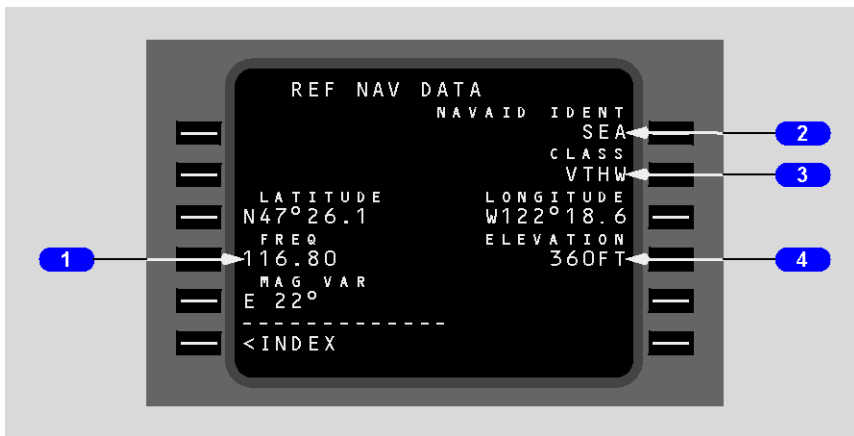 REF NAV DATA
NAVAID IDENT
SEA
2
CLASS
VTHW
3
LATITUDE LONGITUDE
N47°26.1 W122°18.6
FREQ ELEVATION
1 116.80 360FT 4
MAG VAR
E 22°
--------------
<INDEX